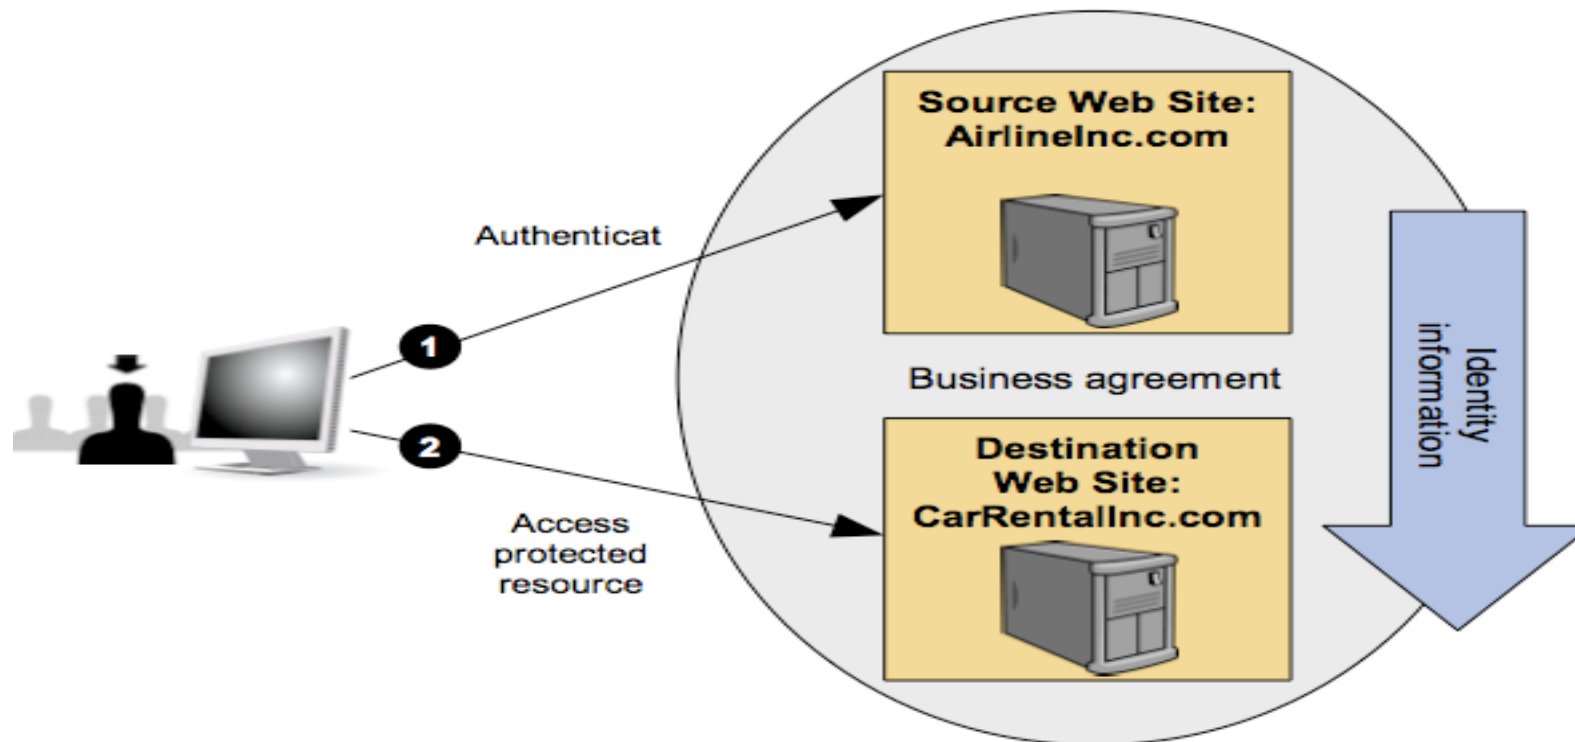 Source Web Site:
AirlineInc.com
Authenticat
1
Identity
information
Business agreement
2
Destination
Web Site:
CarRentalInc.com
Access
protected
resource